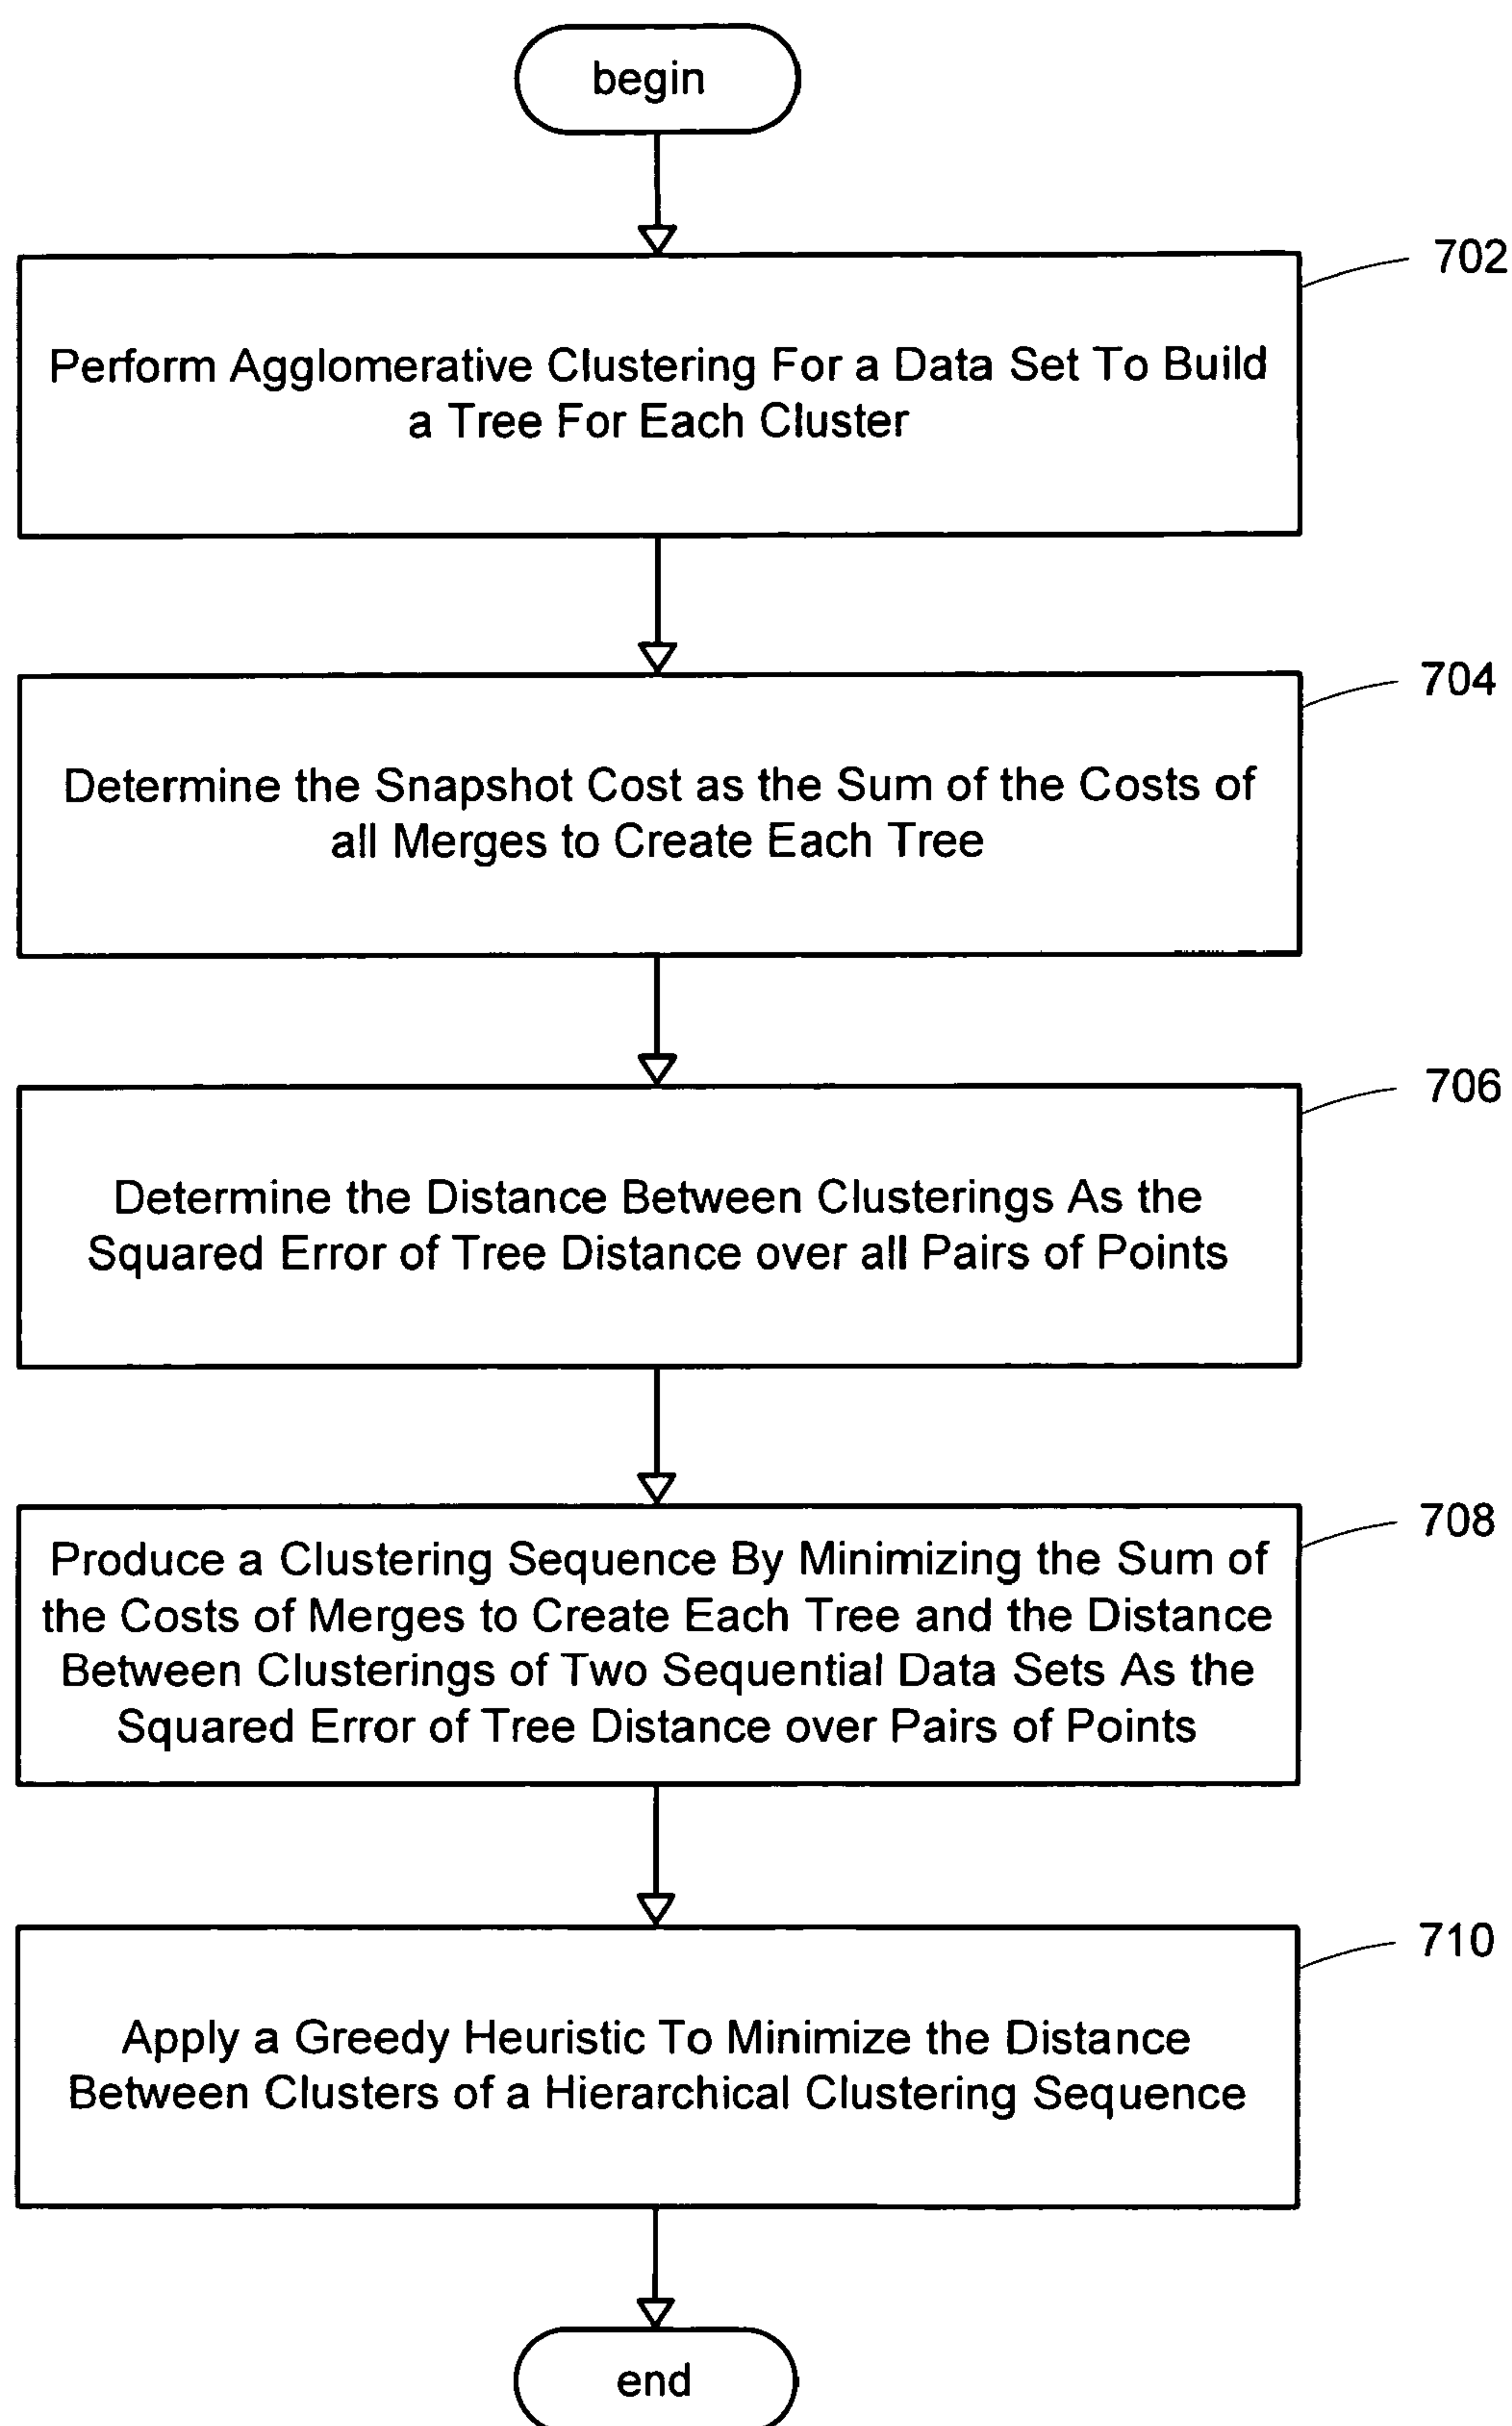 begin
702
Perform Agglomerative Clustering For a Data Set To Build
a Tree For Each Cluster
704
Determine the Snapshot Cost as the Sum of the Costs of
all Merges to Create Each Tree
706
Determine the Distance Between Clusterings As the
Squared Error of Tree Distance over all Pairs of Points
708
Produce a Clustering Sequence By Minimizing the Sum of
the Costs of Merges to Create Each Tree and the Distance
Between Clusterings of Two Sequential Data Sets As the
Squared Error of Tree Distance over Pairs of Points
710
Apply a Greedy Heuristic To Minimize the Distance
Between Clusters of a Hierarchical Clustering Sequence
end